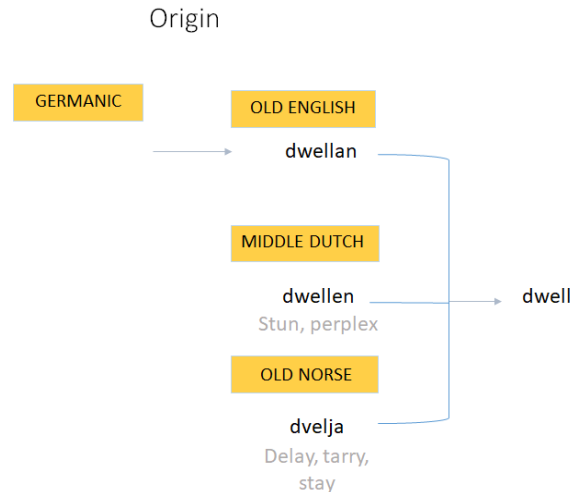 Origin
GERMANIC
OLD ENGLISH
dwellan
MIDDLE DUTCH
dwellen
Stun, perplex
dwell
OLD NORSE
dvelja
Delay, tarry,
stay